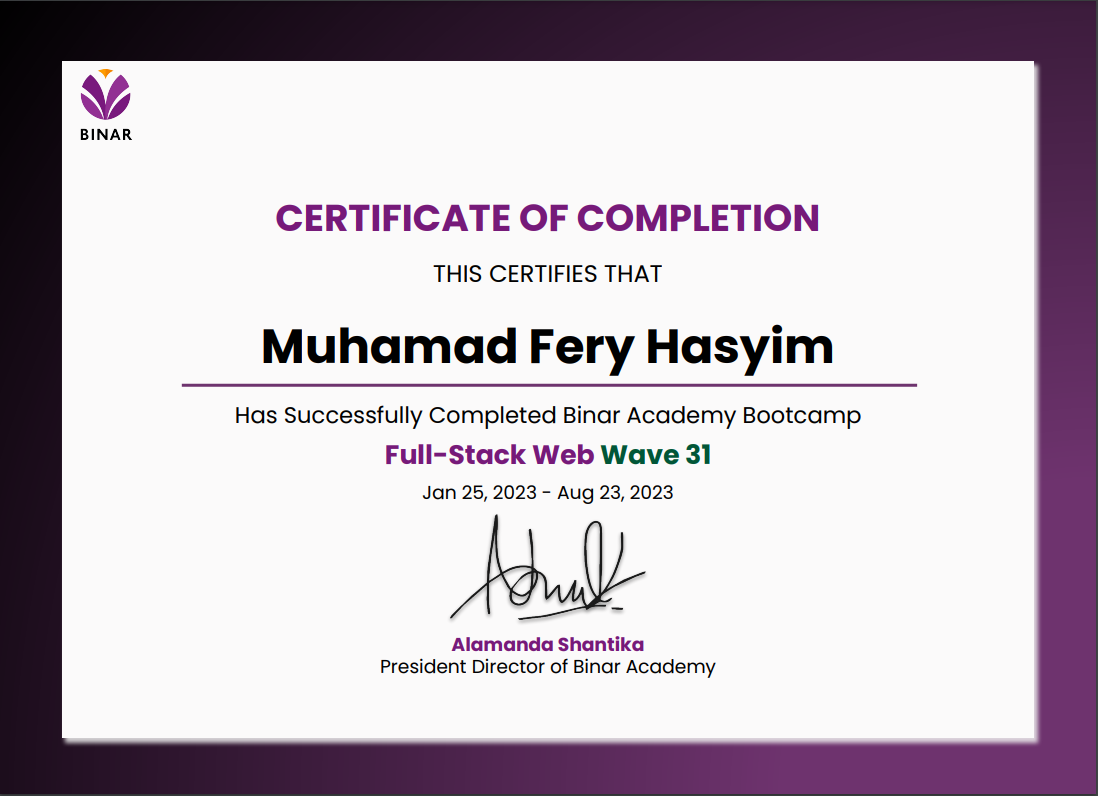 BINAR
CERTIFICATE OF COMPLETION
THIS CERTIFIES THAT
Muhamad Fery Hasyim
Has Successfully Completed Binar Academy Bootcamp
Full-Stack Web Wave 31
Jan 25, 2023 - Aug 23, 2023
Alamanda Shantika
President Director of Binar Academy